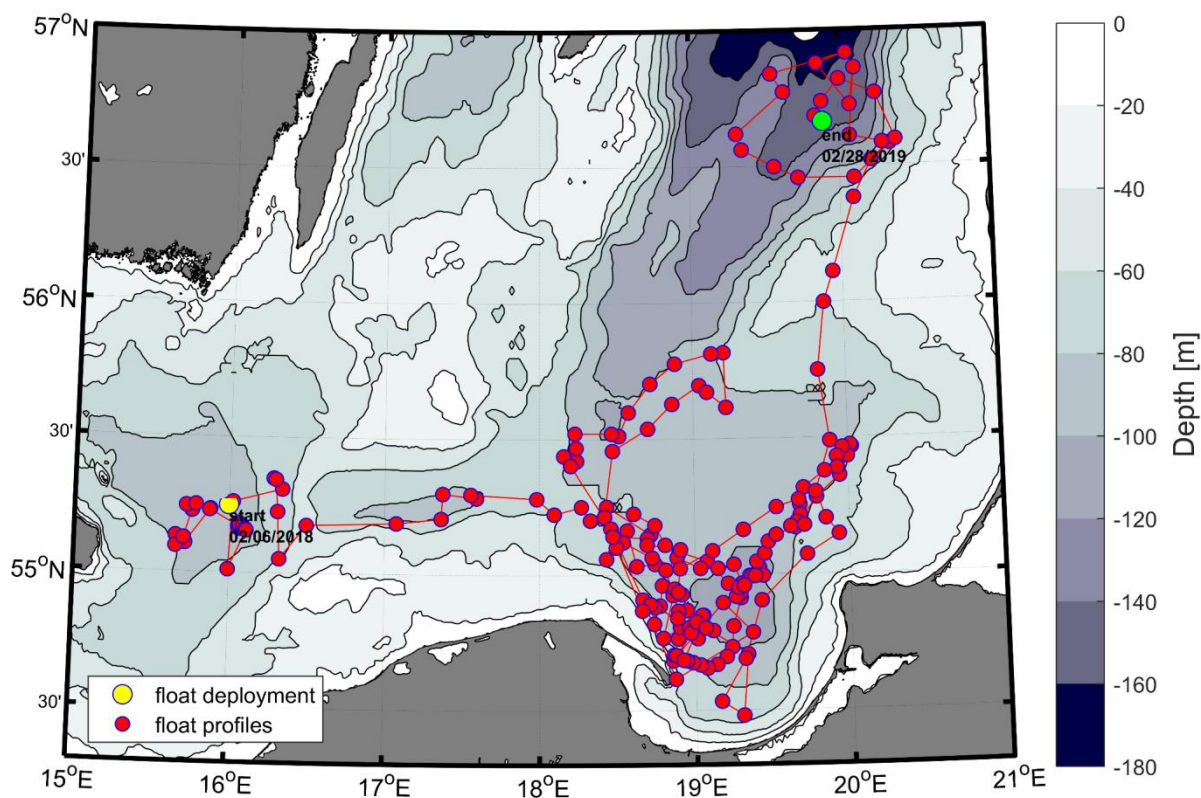 57°N
30'
56°N
30'
55°N
30'
15°E
16°E
17°E
18°E
19°E
20°E
21°E
end
02/28/2019
start
02/06/2018
float deployment
float profiles
0
-20
-40
-60
-80
-100
-120
-140
-160
-180
Depth [m]